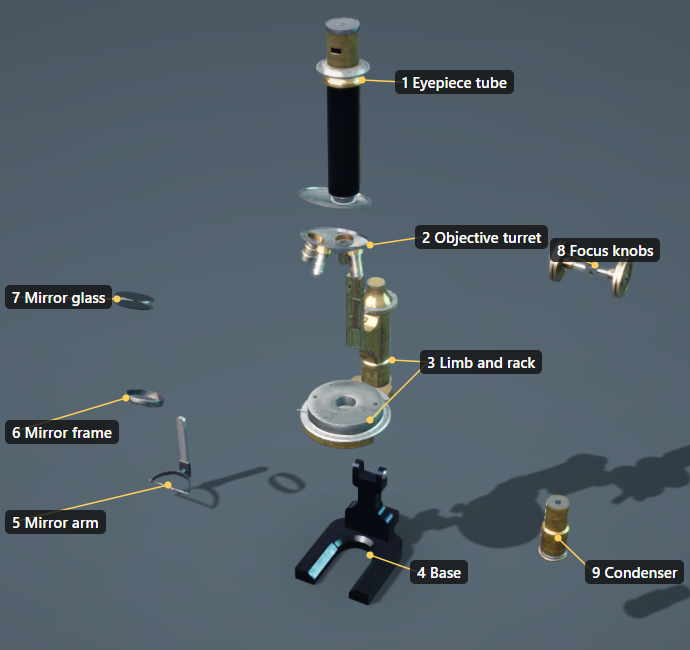 1 Eyepiece tube
2 Objective turret
8 Focus knobs
7 Mirror glass
3 Limb and rack
6 Mirror frame
5 Mirror arm
4 Base
9 Condenser